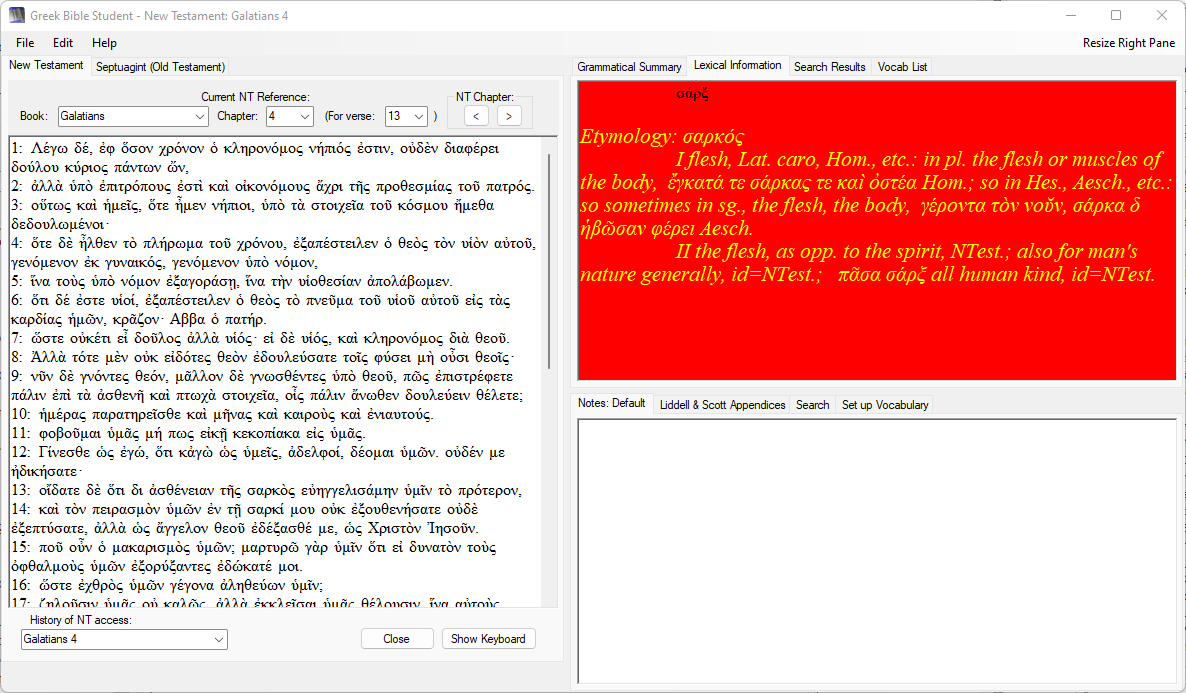 Greek Bible Student - New Testament: Galatians 4
File Edit Help
Resize Right Pane
New Testament Septuagint (Old Testament)
Current NT Reference:
NT Chapter:
Book: Galatians Chapter: 4 (For verse: 13 ) < >
1: Λέγω δέ, ἐφ ὅσον χρόνον ὁ κληρονόμος νήπιός ἐστιν, οὐδὲν διαφέρει
δούλου κύριος πάντων ὤν,
2: ἀλλὰ ὑπὸ ἐπιτρόπους ἐστὶ καὶ οἰκονόμους ἄχρι τῆς προθεσμίας τοῦ πατρός.
3: οὕτως καὶ ἡμεῖς, ὅτε ἦμεν νήπιοι, ὑπὸ τὰ στοιχεῖα τοῦ κόσμου ἤμεθα
δεδουλωμένοι·
4: ὅτε δὲ ἦλθεν τὸ πλήρωμα τοῦ χρόνου, ἐξαπέστειλεν ὁ θεὸς τὸν υἱὸν αὐτοῦ,
γενόμενον ἐκ γυναικός, γενόμενον ὑπὸ νόμον,
5: ἵνα τοὺς ὑπὸ νόμον ἐξαγοράσῃ, ἵνα τὴν υἱοθεσίαν ἀπολάβωμεν.
6: ὅτι δέ ἐστε υἱοί, ἐξαπέστειλεν ὁ θεὸς τὸ πνεῦμα τοῦ υἱοῦ αὐτοῦ εἰς τὰς
καρδίας ἡμῶν, κρᾶζον· Αββα ὁ πατήρ.
7: ὥστε οὐκέτι εἶ δοῦλος ἀλλὰ υἱός· εἰ δὲ υἱός, καὶ κληρονόμος διὰ θεοῦ.
8: Ἀλλὰ τότε μὲν οὐκ εἰδότες θεὸν ἐδουλεύσατε τοῖς φύσει μὴ οὖσι θεοῖς·
9: νῦν δὲ γνόντες θεόν, μᾶλλον δὲ γνωσθέντες ὑπὸ θεοῦ, πῶς ἐπιστρέφετε
πάλιν ἐπὶ τὰ ἀσθενῆ καὶ πτωχὰ στοιχεῖα, οἷς πάλιν ἄνωθεν δουλεύειν θέλετε;
10: ἡμέρας παρατηρεῖσθε καὶ μῆνας καὶ καιροὺς καὶ ἐνιαυτούς.
11: φοβοῦμαι ὑμᾶς μή πως εἰκῇ κεκοπίακα εἰς ὑμᾶς.
12: Γίνεσθε ὡς ἐγώ, ὅτι κἀγὼ ὡς ὑμεῖς, ἀδελφοί, δέομαι ὑμῶν. οὐδέν με
ἠδικήσατε·
13: οἴδατε δὲ ὅτι δι ἀσθένειαν τῆς σαρκὸς εὐηγγελισάμην ὑμῖν τὸ πρότερον,
14: καὶ τὸν πειρασμὸν ὑμῶν ἐν τῇ σαρκί μου οὐκ ἐξουθενήσατε οὐδὲ
ἐξεπτύσατε, ἀλλὰ ὡς ἄγγελον θεοῦ ἐδέξασθέ με, ὡς Χριστὸν Ἰησοῦν.
15: ποῦ οὖν ὁ μακαρισμὸς ὑμῶν; μαρτυρῶ γὰρ ὑμῖν ὅτι εἰ δυνατὸν τοὺς
ὀφθαλμοὺς ὑμῶν ἐξορύξαντες ἐδώκατέ μοι.
16: ὥστε ἐχθρὸς ὑμῶν γέγονα ἀληθεύων ὑμῖν;
17: ζηλοῦσιν ὑμᾶς οὐ καλῶς, ἀλλὰ ἐκκλεῖσαι ὑμᾶς θέλουσιν, ἵνα αὐτοὺς
History of NT access:
Galatians 4
Close Show Keyboard
Grammatical Summary Lexical Information Search Results Vocab List
σάρξ
Etymology: σαρκός
I flesh, Lat. caro, Hom., etc.: in pl. the flesh or muscles of
the body, ἔγκατά τε σάρκας τε καὶ ὀστέα Hom.; so in Hes., Aesch., etc.:
so sometimes in sg., the flesh, the body, γέροντα τὸν νοῦν, σάρκα δ
ἡβῶσαν φέρει Aesch.
II the flesh, as opp. to the spirit, NTest.; also for man's
nature generally, id=NTest.; πᾶσα σάρξ all human kind, id=NTest.
Notes: Default Liddell & Scott Appendices Search Set up Vocabulary